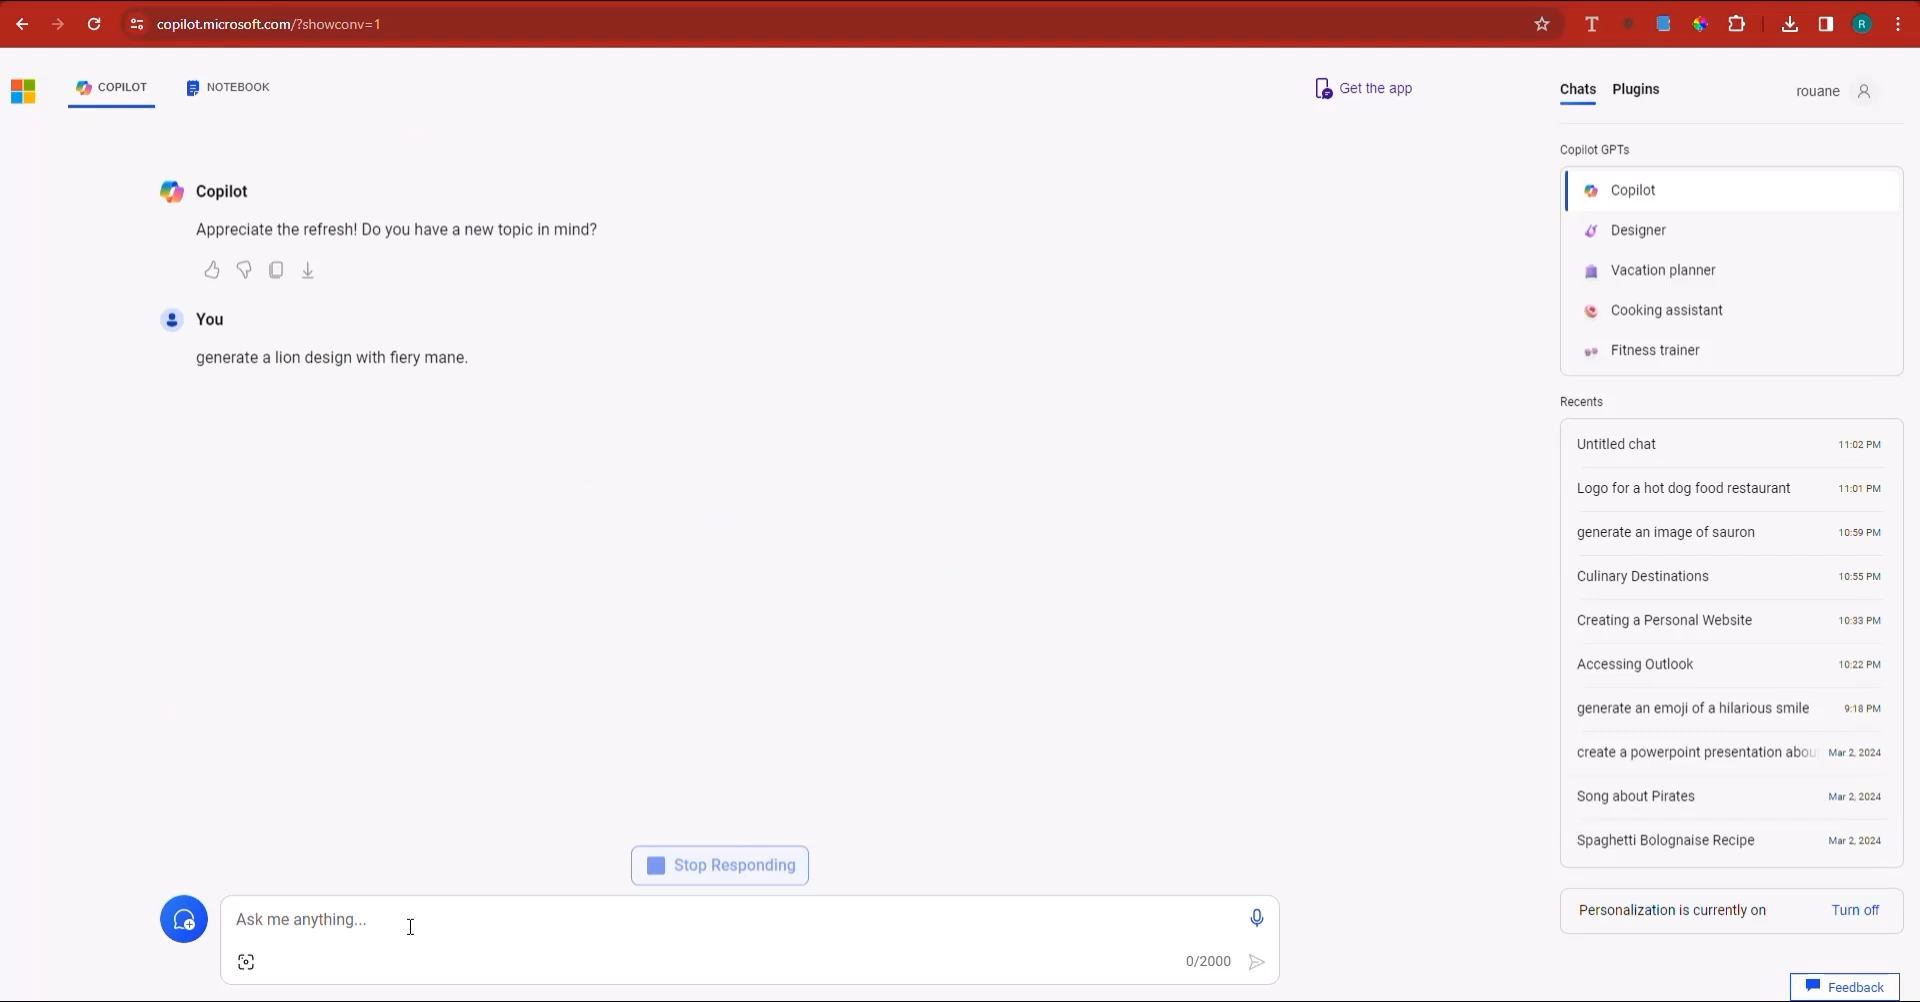 copilot.microsoft.com/?showconv=1
T
R
COPILOT
NOTEBOOK
Get the app
Chats
Plugins
rouane
Copilot
Appreciate the refresh! Do you have a new topic in mind?
You
generate a lion design with fiery mane.
Copilot GPTs
Copilot
Designer
Vacation planner
Cooking assistant
Fitness trainer
Recents
Untitled chat 11:02 PM
Logo for a hot dog food restaurant 11:01 PM
generate an image of sauron 10:59 PM
Culinary Destinations 10:55 PM
Creating a Personal Website 10:33 PM
Accessing Outlook 10:22 PM
generate an emoji of a hilarious smile 9:18 PM
create a powerpoint presentation abou Mar 2, 2024
Song about Pirates Mar 2, 2024
Spaghetti Bolognaise Recipe Mar 2, 2024
Stop Responding
Ask me anything...
0/2000
Personalization is currently on Turn off
Feedback